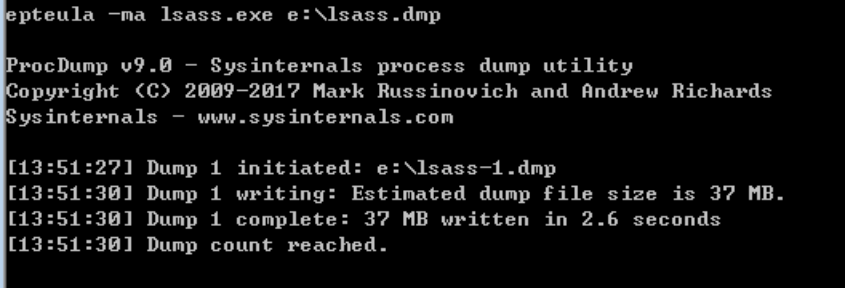 epteula -ma lsass.exe e:\lsass.dmp
ProcDump v9.0 - Sysinternals process dump utility
Copyright (C) 2009-2017 Mark Russinovich and Andrew Richards
Sysinternals - www.sysinternals.com
[13:51:27] Dump 1 initiated: e:\lsass-1.dmp
[13:51:30] Dump 1 writing: Estimated dump file size is 37 MB.
[13:51:30] Dump 1 complete: 37 MB written in 2.6 seconds
[13:51:30] Dump count reached.